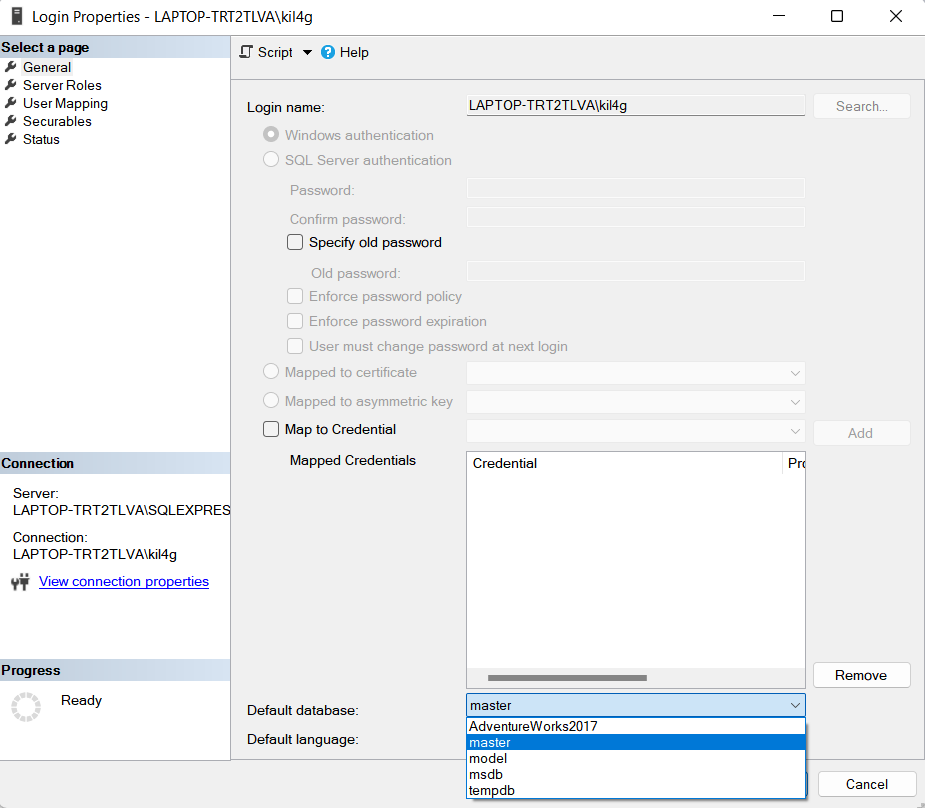 Login Properties - LAPTOP-TRT2TLVA\kil4g
Select a page
General
Server Roles
User Mapping
Securables
Status
Script
Help
Login name:
LAPTOP-TRT2TLVA\kil4g
Search...
Windows authentication
SQL Server authentication
Password:
Confirm password:
Specify old password
Old password:
Enforce password policy
Enforce password expiration
User must change password at next login
Mapped to certificate
Mapped to asymmetric key
Map to Credential
Add
Mapped Credentials
Credential
Pro
Remove
Default database:
master
Default language:
AdventureWorks2017
master
model
msdb
tempdb
Connection
Server:
LAPTOP-TRT2TLVA\SQLEXPRES
Connection:
LAPTOP-TRT2TLVA\kil4g
View connection properties
Progress
Ready
Cancel